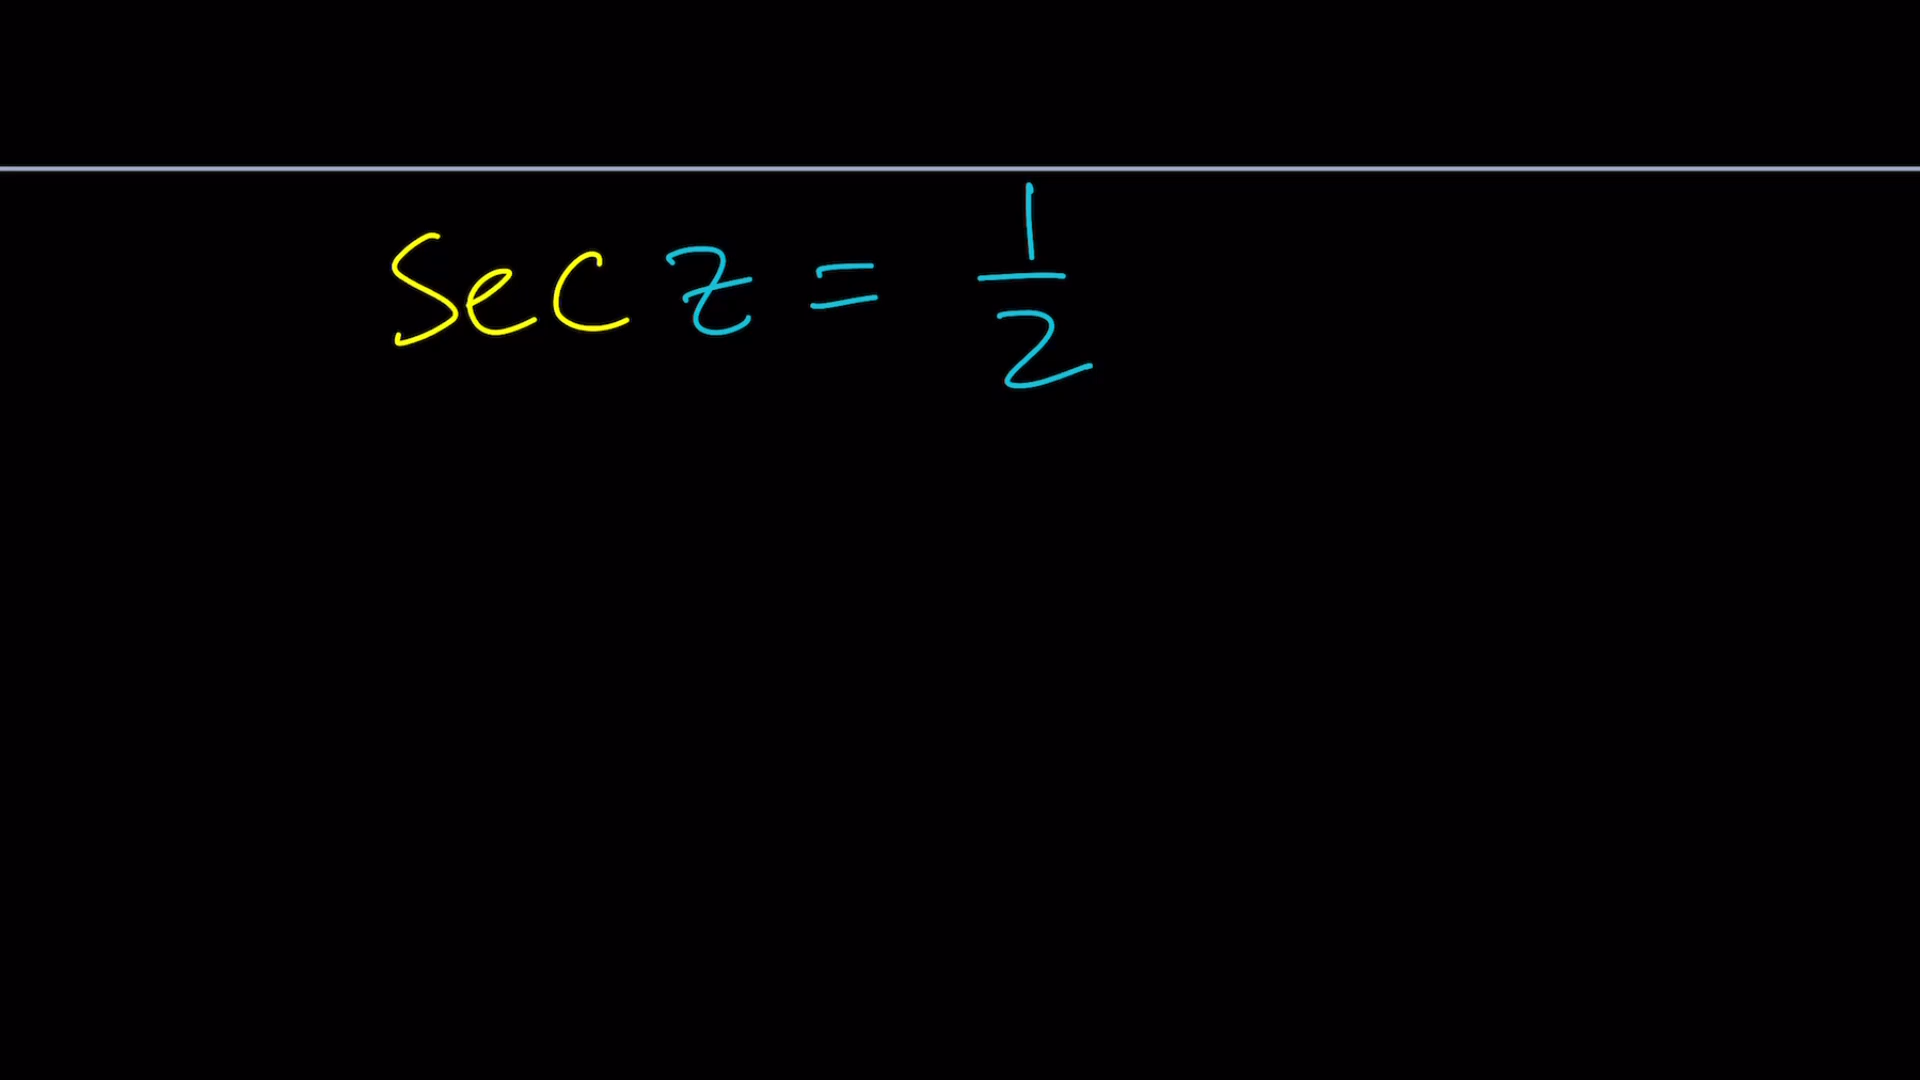 Sec z = 1/2